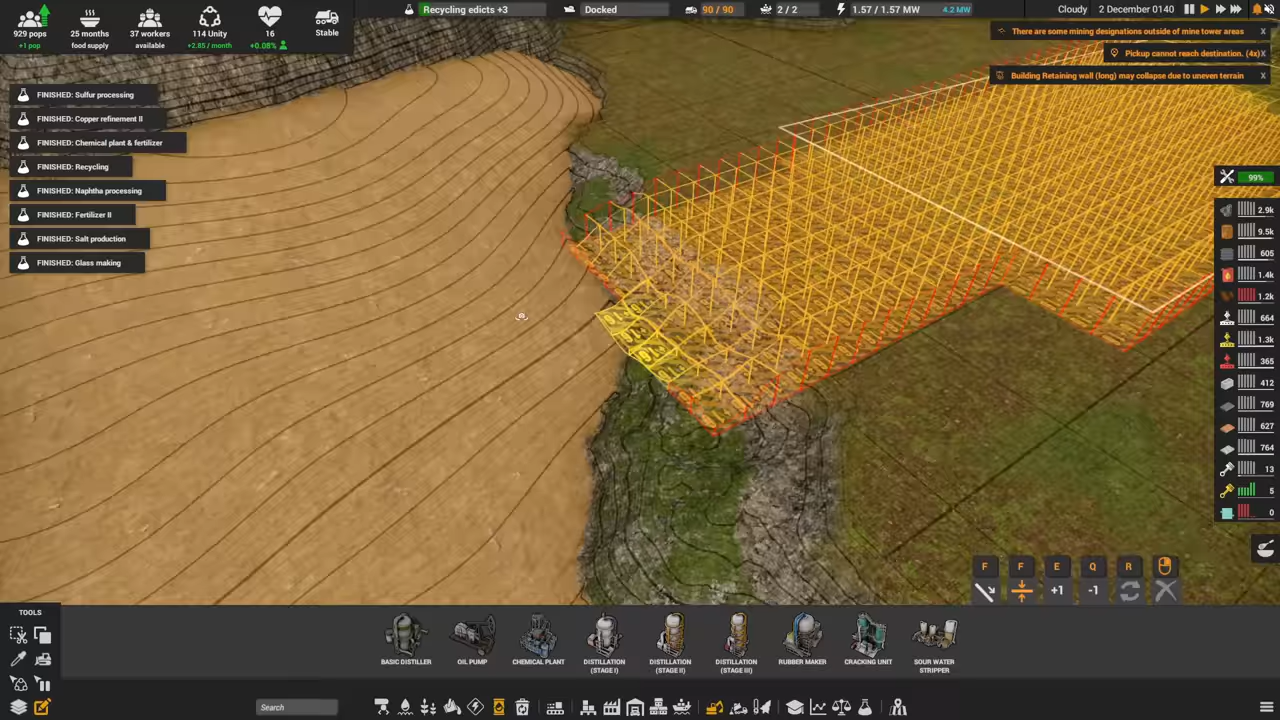 929 pops
+1 pop
25 months
food supply
37 workers
available
114 Unity
+2.85 / month
16
+0.08%
Stable
Recycling edicts +3
Docked
90 / 90
2 / 2
1.57 / 1.57 MW
4.2 MW
Cloudy
2 December 0140
There are some mining designations outside of mine tower areas X
Pickup cannot reach destination. (4x) X
Building Retaining wall (long) may collapse due to uneven terrain X
FINISHED: Sulfur processing
FINISHED: Copper refinement II
FINISHED: Chemical plant & fertilizer
FINISHED: Recycling
FINISHED: Naphtha processing
FINISHED: Fertilizer II
FINISHED: Salt production
FINISHED: Glass making
99%
2.9k
9.5k
605
1.4k
1.2k
664
1.3k
365
412
769
627
764
13
5
0
F F E Q R
+1 -1
TOOLS
BASIC DISTILLER
OIL PUMP
CHEMICAL PLANT
DISTILLATION
(STAGE I)
DISTILLATION
(STAGE II)
DISTILLATION
(STAGE III)
RUBBER MAKER
CRACKING UNIT
SOUR WATER
STRIPPER
Search